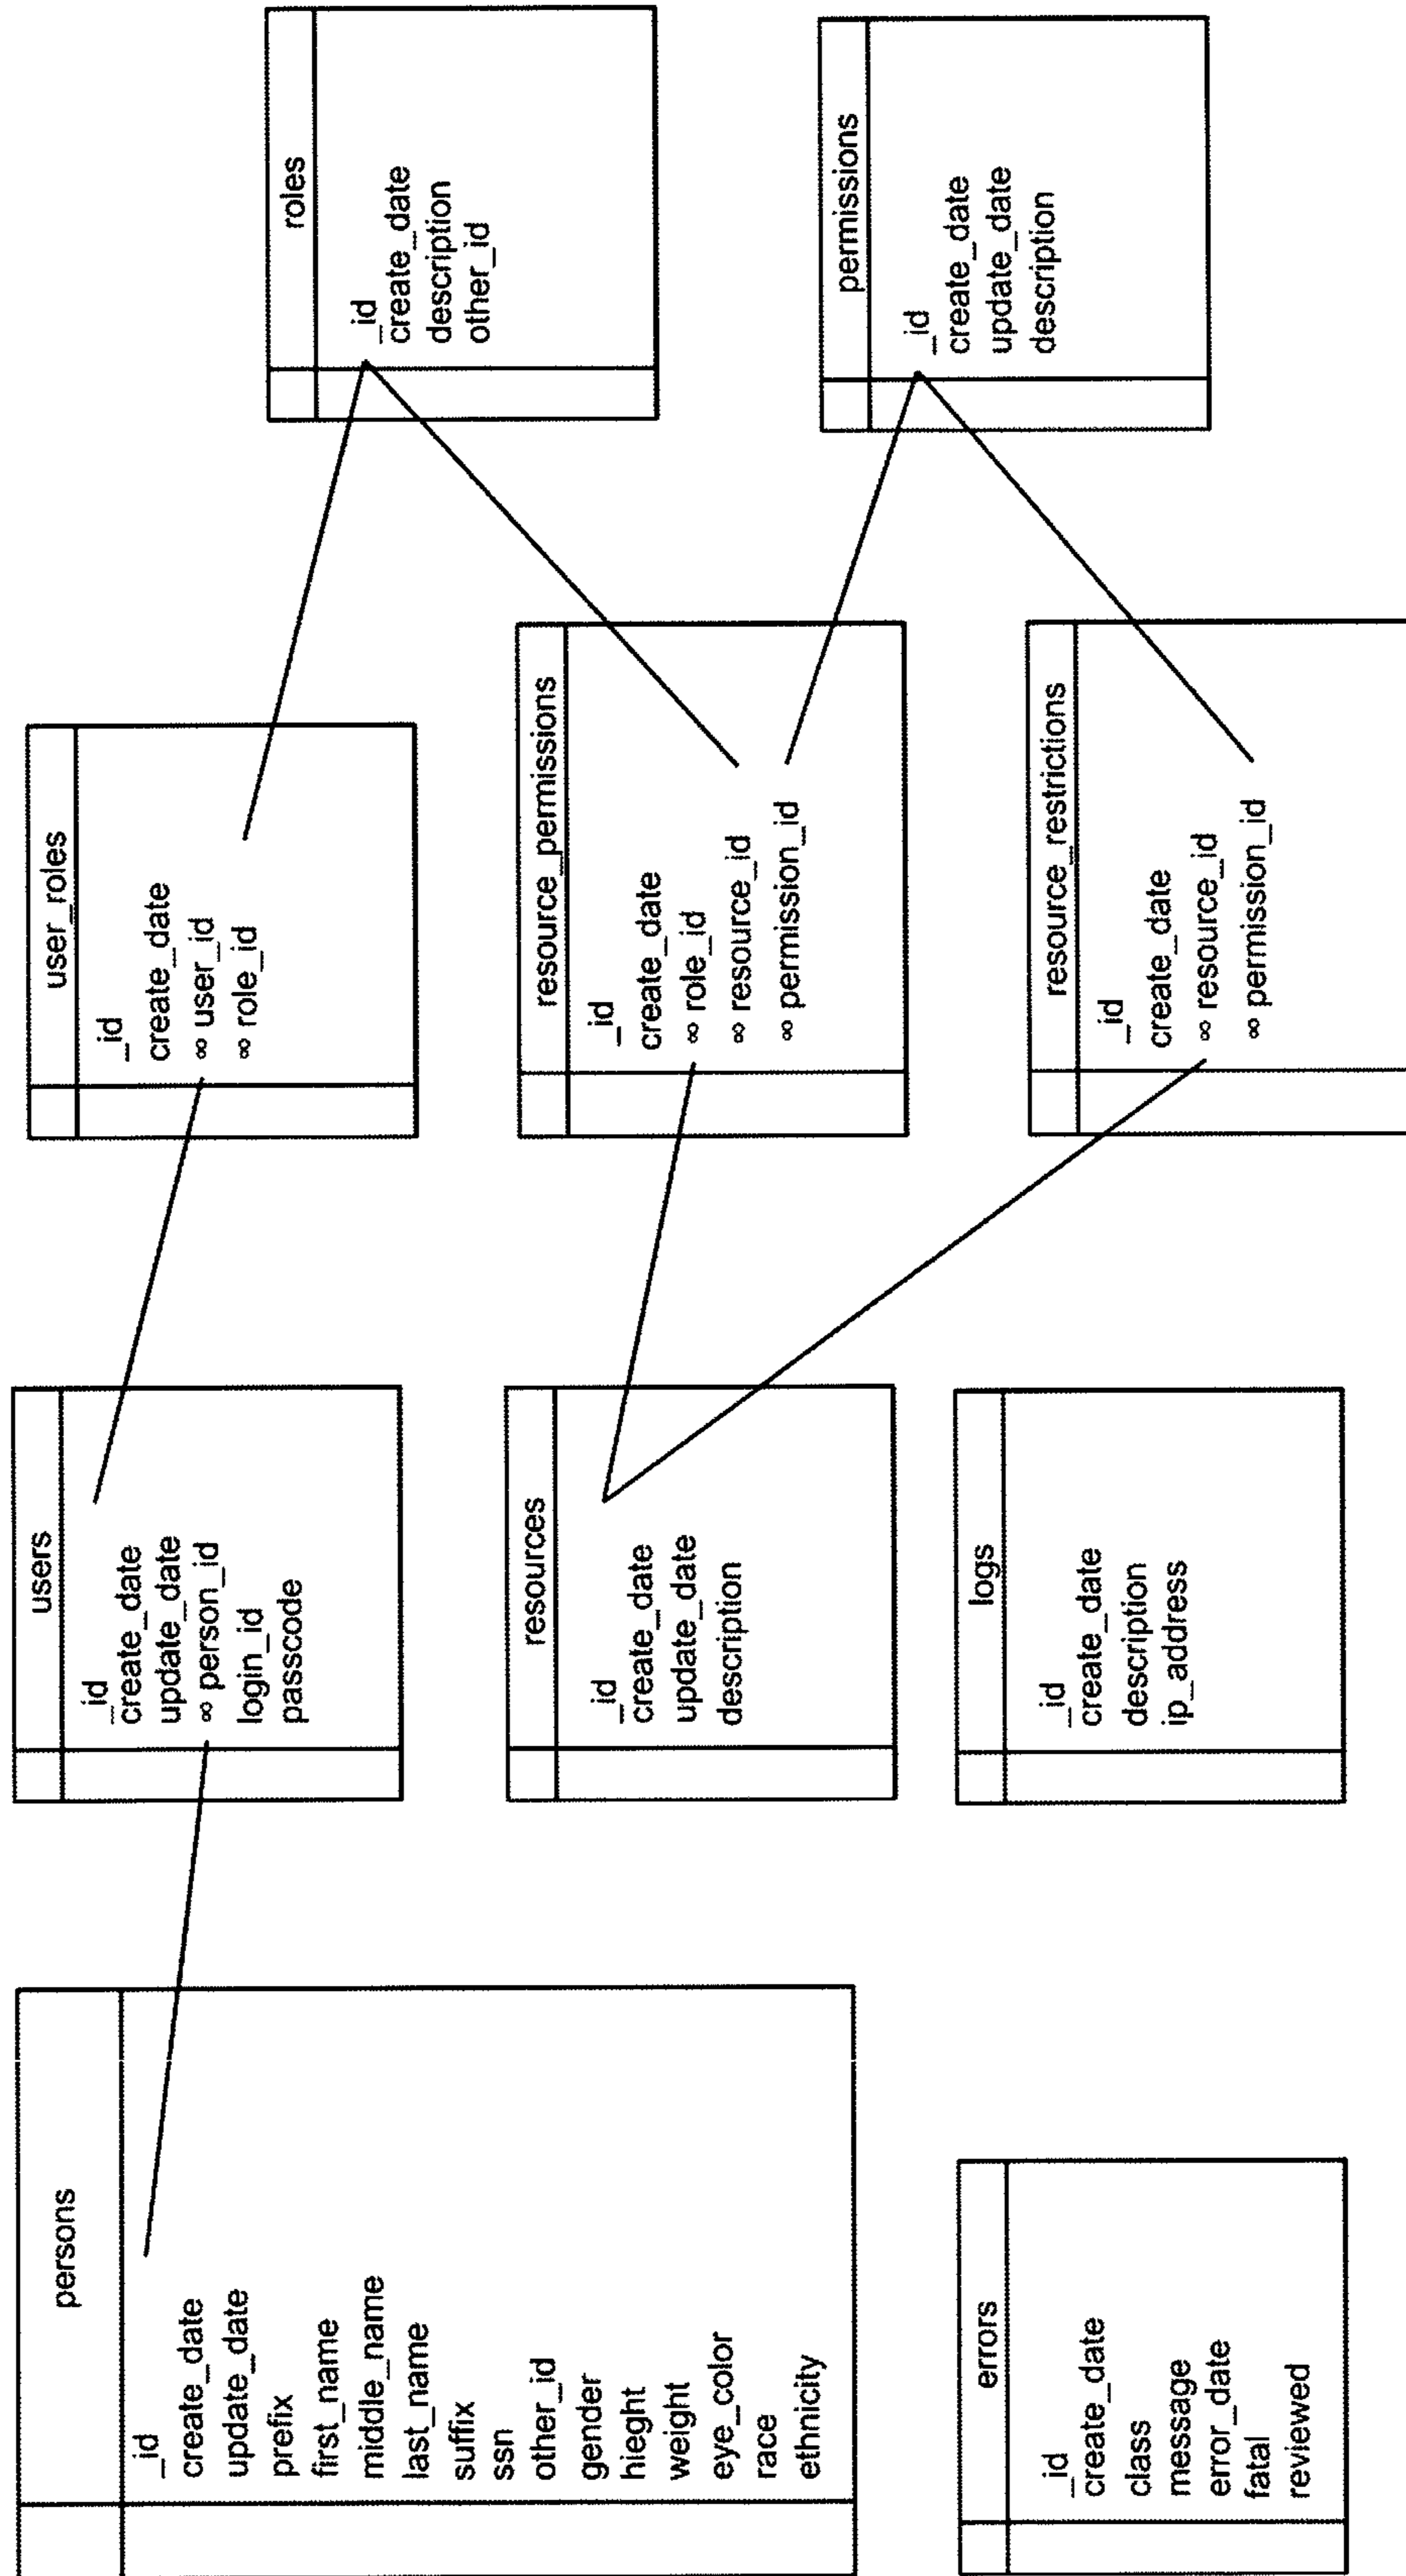 persons
_id
create_date
update_date
prefix
first_name
middle_name
last_name
suffix
ssn
other_id
gender
hieght
weight
eye_color
race
ethnicity
users
_id
create_date
update_date
∞ person_id
login_id
passcode
user_roles
_id
create_date
∞ user_id
∞ role_id
roles
_id
create_date
description
other_id
resources
_id
create_date
update_date
description
resource_permissions
_id
create_date
∞ role_id
∞ resource_id
∞ permission_id
permissions
_id
create_date
update_date
description
errors
_id
create_date
class
message
error_date
fatal
reviewed
logs
_id
create_date
description
ip_address
resource_restrictions
_id
create_date
∞ resource_id
∞ permission_id